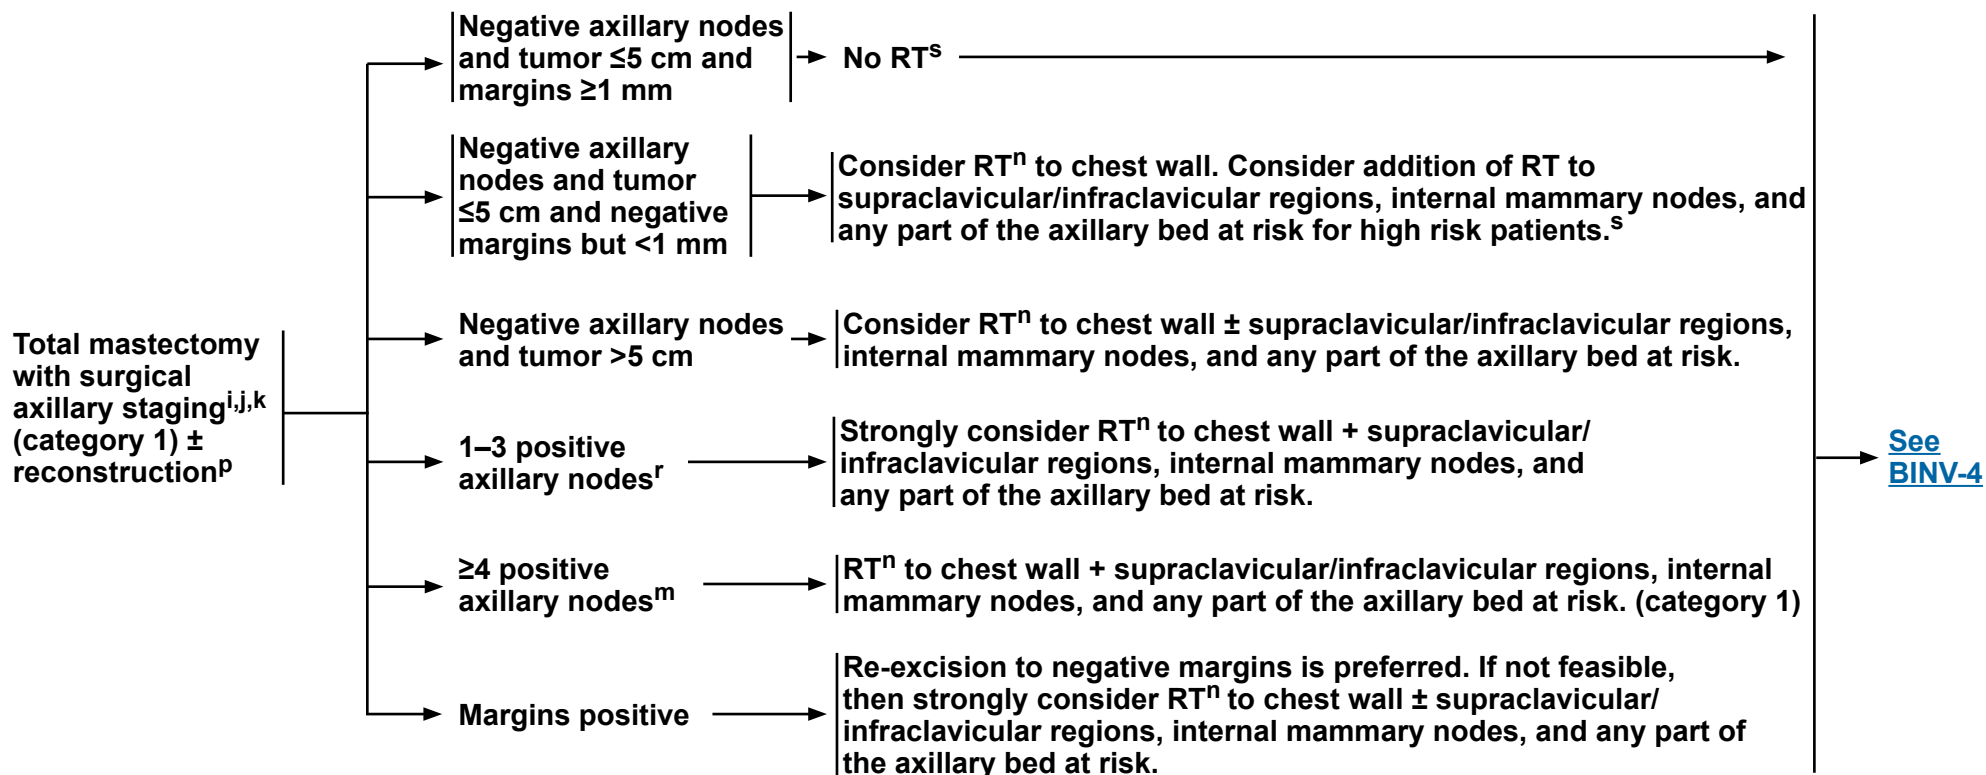 Total mastectomy
with surgical
axillary staging^i,j,k
(category 1) ±
reconstruction^p
Negative axillary nodes
and tumor ≤5 cm and
margins ≥1 mm
No RT^s
Negative axillary
nodes and tumor
≤5 cm and negative
margins but <1 mm
Consider RT^n to chest wall. Consider addition of RT to
supraclavicular/infraclavicular regions, internal mammary nodes, and
any part of the axillary bed at risk for high risk patients.^s
Negative axillary nodes
and tumor >5 cm
Consider RT^n to chest wall ± supraclavicular/infraclavicular regions,
internal mammary nodes, and any part of the axillary bed at risk.
1–3 positive
axillary nodes^r
Strongly consider RT^n to chest wall + supraclavicular/
infraclavicular regions, internal mammary nodes, and
any part of the axillary bed at risk.
≥4 positive
axillary nodes^m
RT^n to chest wall + supraclavicular/infraclavicular regions, internal
mammary nodes, and any part of the axillary bed at risk. (category 1)
Margins positive
Re-excision to negative margins is preferred. If not feasible,
then strongly consider RT^n to chest wall ± supraclavicular/
infraclavicular regions, internal mammary nodes, and any part of
the axillary bed at risk.
See
BINV-4